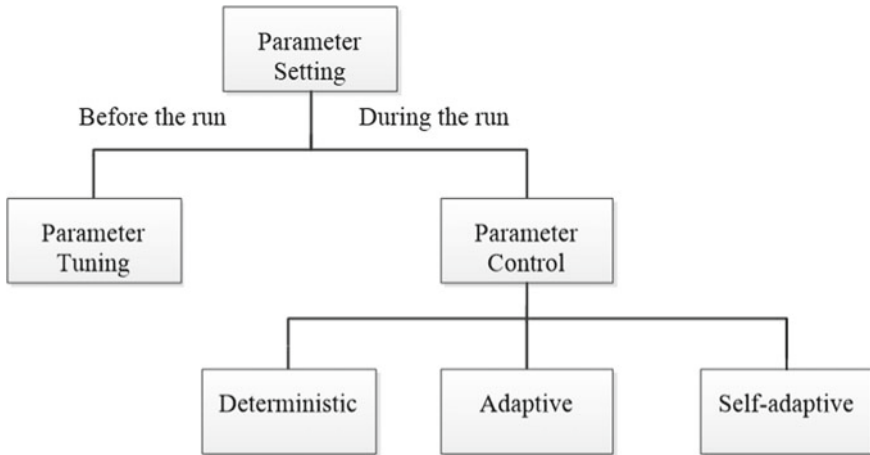 Parameter
Setting
Before the run
During the run
Parameter
Tuning
Parameter
Control
Deterministic
Adaptive
Self-adaptive